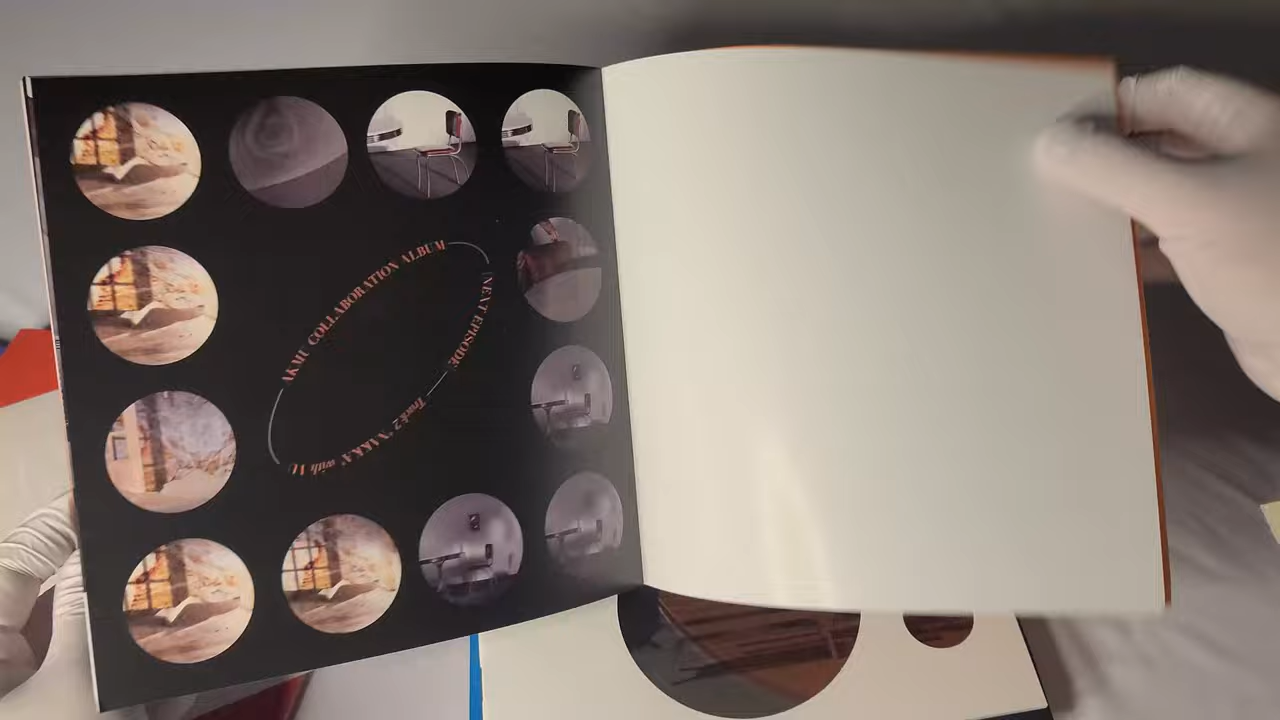 AKMU COLLABORATION ALBUM
[NEXT EPISODE]
Track 2 "NAKKA" with IU